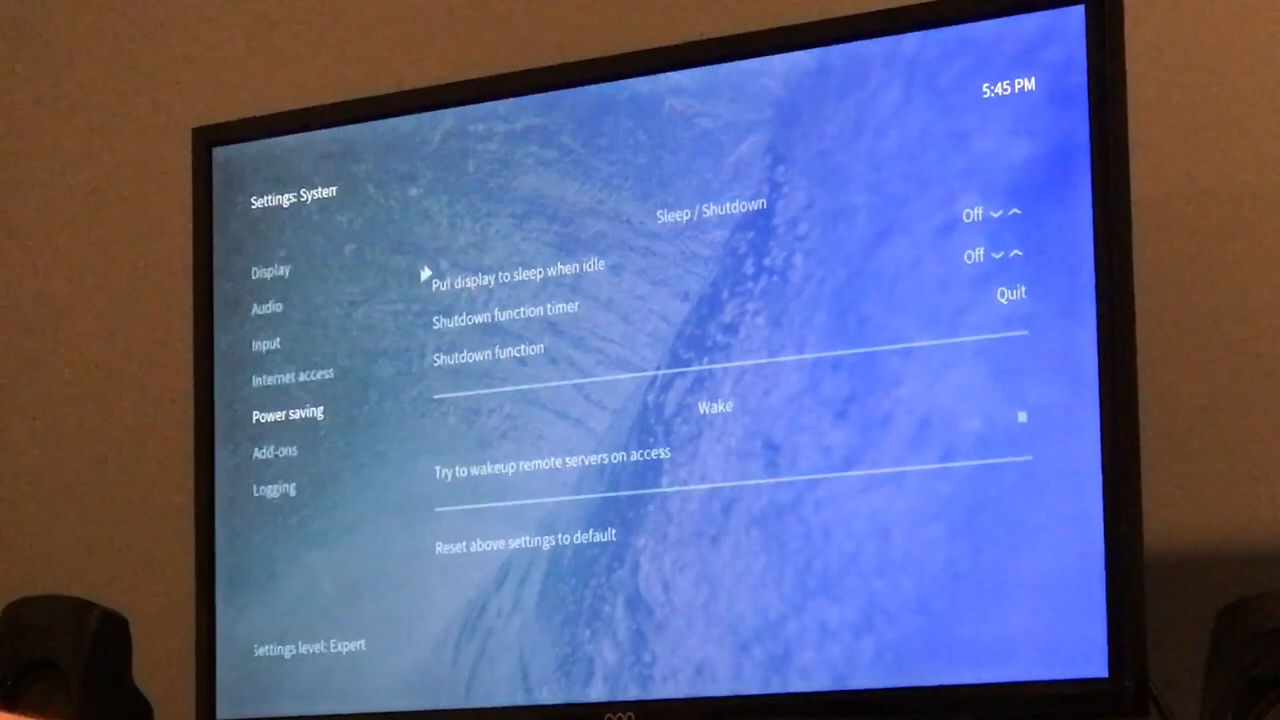 5:45 PM
Settings: System
Sleep / Shutdown
Display
Put display to sleep when idle
Off
Audio
Shutdown function timer
Off
Input
Shutdown function
Quit
Internet access
Power saving
Wake
Add-ons
Try to wakeup remote servers on access
Logging
Reset above settings to default
Settings level: Expert